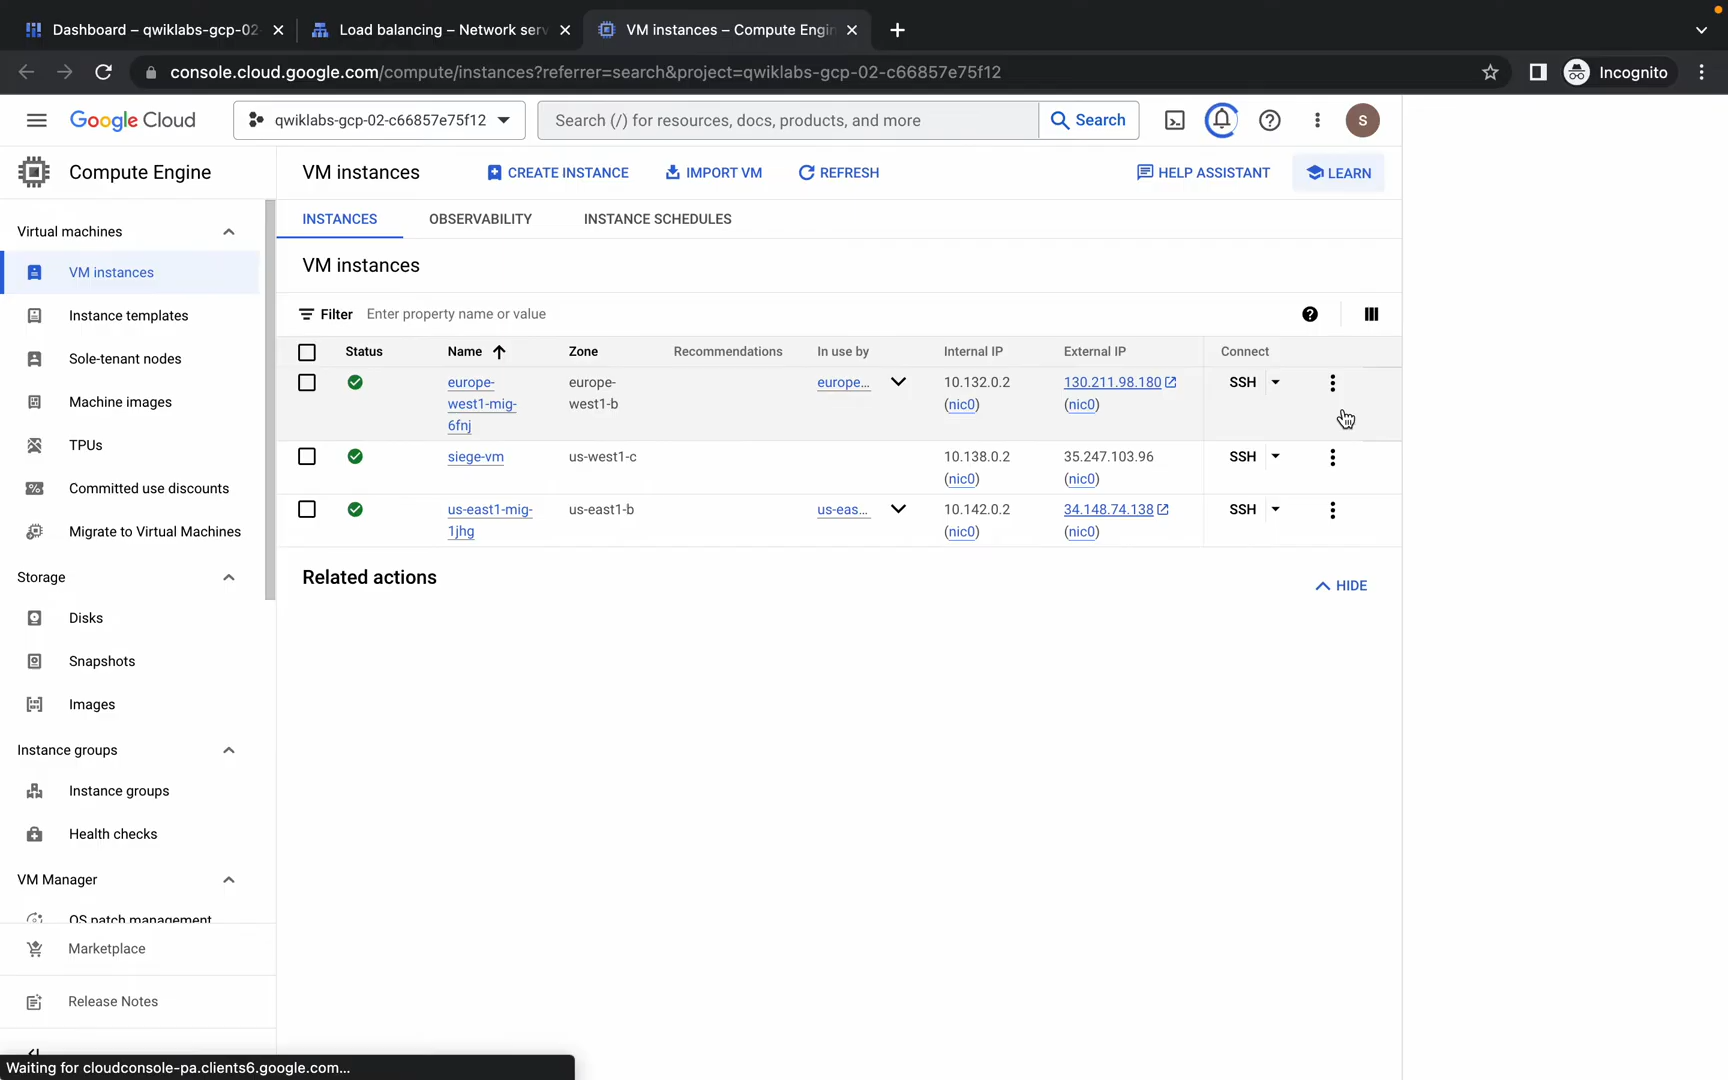 Dashboard – qwiklabs-gcp-02-
Load balancing – Network serv
VM instances – Compute Engin
console.cloud.google.com/compute/instances?referrer=search&project=qwiklabs-gcp-02-c66857e75f12
Incognito
Google Cloud
qwiklabs-gcp-02-c66857e75f12
Search (/) for resources, docs, products, and more
Search
S
Compute Engine
VM instances
CREATE INSTANCE
IMPORT VM
REFRESH
HELP ASSISTANT
LEARN
Virtual machines
VM instances
Instance templates
Sole-tenant nodes
Machine images
TPUs
Committed use discounts
Migrate to Virtual Machines
Storage
Disks
Snapshots
Images
Instance groups
Instance groups
Health checks
VM Manager
OS patch management
Marketplace
Release Notes
INSTANCES
OBSERVABILITY
INSTANCE SCHEDULES
VM instances
Filter Enter property name or value
Status Name Zone Recommendations In use by Internal IP External IP Connect
europe- europe- europe... 10.132.0.2 130.211.98.180 SSH
west1-mig- west1-b (nic0) (nic0)
6fnj
siege-vm us-west1-c 10.138.0.2 35.247.103.96 SSH
(nic0) (nic0)
us-east1-mig- us-east1-b us-eas... 10.142.0.2 34.148.74.138 SSH
1jhg (nic0) (nic0)
Related actions
HIDE
Waiting for cloudconsole-pa.clients6.google.com...